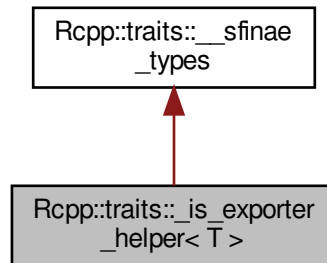 Rcpp::traits::__sfinae
_types
Rcpp::traits::_is_exporter
_helper< T >